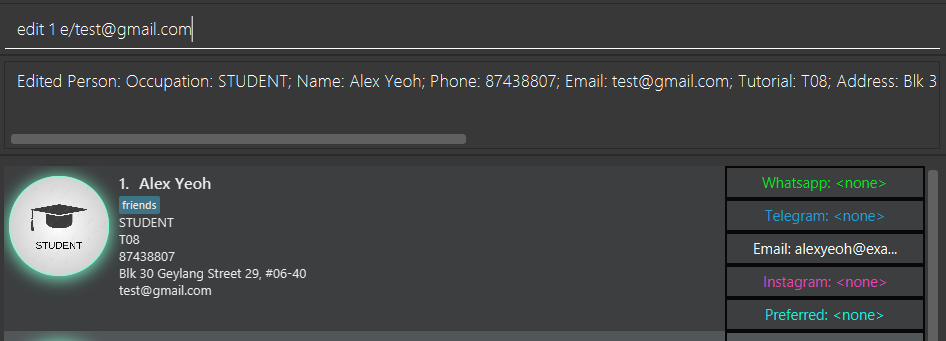 edit 1 e/test@gmail.com
Edited Person: Occupation: STUDENT; Name: Alex Yeoh; Phone: 87438807; Email: test@gmail.com; Tutorial: T08; Address: Blk 3
STUDENT
1. Alex Yeoh
friends
STUDENT
T08
87438807
Blk 30 Geylang Street 29, #06-40
test@gmail.com
Whatsapp: <none>
Telegram: <none>
Email: alexyeoh@exa...
Instagram: <none>
Preferred: <none>